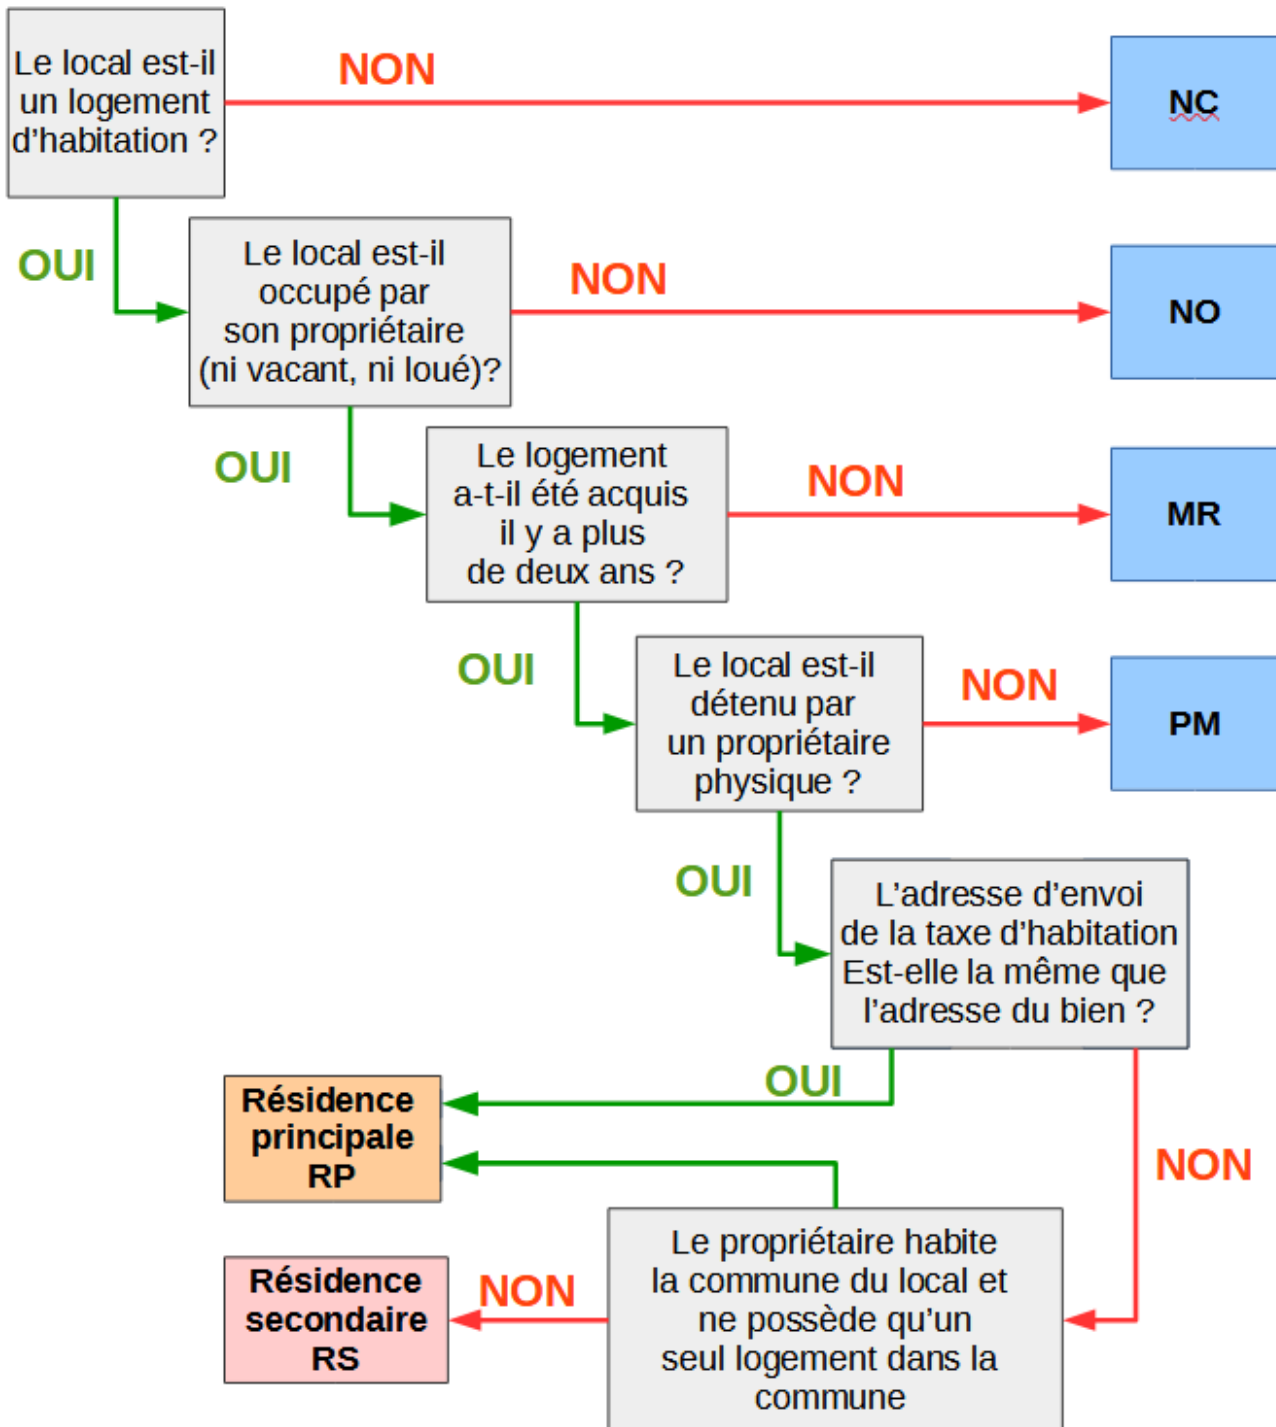 Le local est-il
un logement
d'habitation ?
NON
NC
OUI
Le local est-il
occupé par
son propriétaire
(ni vacant, ni loué)?
NON
NO
OUI
Le logement
a-t-il été acquis
il y a plus
de deux ans ?
NON
MR
OUI
Le local est-il
détenu par
un propriétaire
physique ?
NON
PM
OUI
L'adresse d'envoi
de la taxe d'habitation
Est-elle la même que
l'adresse du bien ?
OUI
Résidence
principale
RP
NON
Le propriétaire habite
la commune du local et
ne possède qu'un
seul logement dans la
commune
NON
Résidence
secondaire
RS